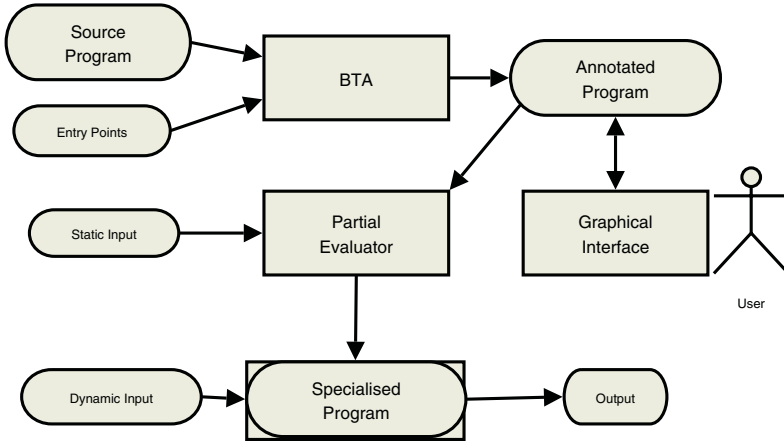 Source
Program
BTA
Annotated
Program
Entry Points
Static Input
Partial
Evaluator
Graphical
Interface
User
Dynamic Input
Specialised
Program
Output